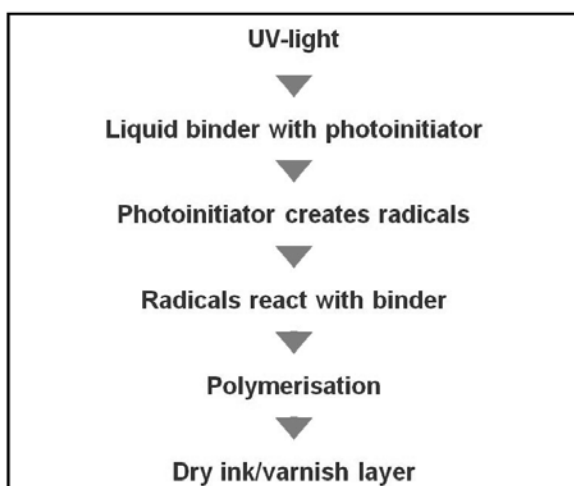 UV-light
Liquid binder with photoinitiator
Photoinitiator creates radicals
Radicals react with binder
Polymerisation
Dry ink/varnish layer